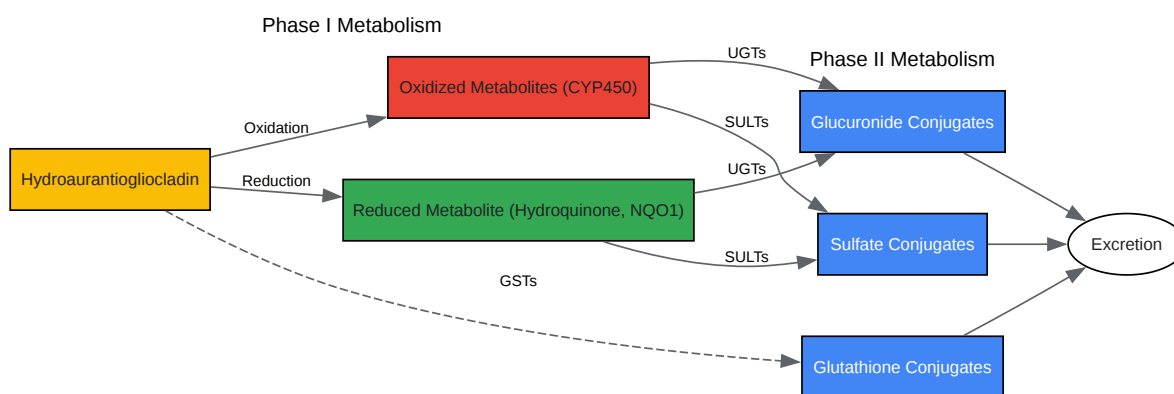 Phase I Metabolism
UGTs
Phase II Metabolism
Oxidized Metabolites (CYP450)
Oxidation
SULTs
Glucuronide Conjugates
Hydroaurantiogliocladin
Reduction
UGTs
Reduced Metabolite (Hydroquinone, NQO1)
Sulfate Conjugates
Excretion
SULTs
GSTs
Glutathione Conjugates